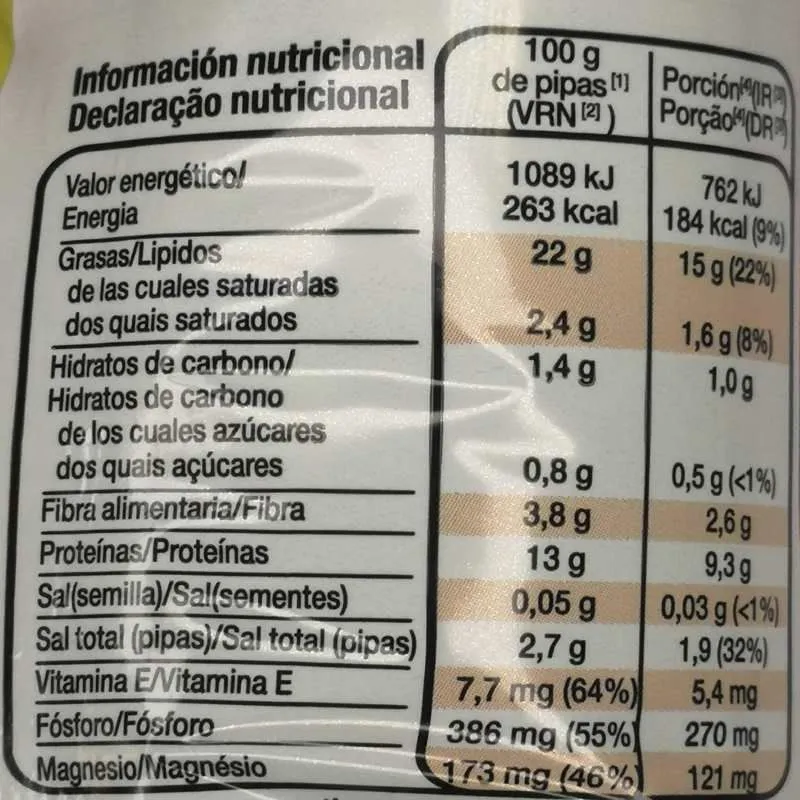 Información nutricional
Declaração nutricional
100 g
de pipas [1]
(VRN [2] )
Porción[4](IR[3])
Porção[4](DR[3])
Valor energético/ 1089 kJ 762 kJ
Energia 263 kcal 184 kcal (9%)
Grasas/Lipidos 22 g 15 g (22%)
de las cuales saturadas
dos quais saturados 2,4 g 1,6 g (8%)
Hidratos de carbono/ 1,4 g 1,0 g
Hidratos de carbono
de los cuales azúcares
dos quais açúcares 0,8 g 0,5 g (<1%)
Fibra alimentaria/Fibra 3,8 g 2,6 g
Proteínas/Proteínas 13 g 9,3 g
Sal(semilla)/Sal(sementes) 0,05 g 0,03 g (<1%)
Sal total (pipas)/Sal total (pipas) 2,7 g 1,9 (32%)
Vitamina E/Vitamina E 7,7 mg (64%) 5,4 mg
Fósforo/Fósforo 386 mg (55%) 270 mg
Magnesio/Magnésio 173 mg (46%) 121 mg